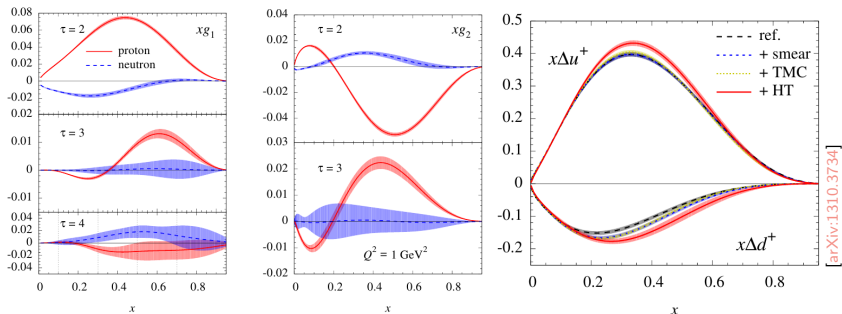 0.08
0.06
0.04
0.02
0
-0.02
τ = 2
xg₁
proton
neutron
0.01
0
-0.01
τ = 3
0.04
0.02
0
-0.02
-0.04
τ = 4
0 0.2 0.4 0.6 0.8
x
0.04
0.02
0
-0.02
0.04
τ = 2
xg₂
0.03
0.02
0.01
0
-0.01
0.02
τ = 3
Q² = 1 GeV²
0 0.2 0.4 0.6 0.8
x
0.5
0.4
0.3
0.2
0.1
0
-0.1
-0.2
xΔu⁺
ref.
+ smear
+ TMC
+ HT
xΔd⁺
0 0.2 0.4 0.6 0.8
x
[arXiv:1310.3734]